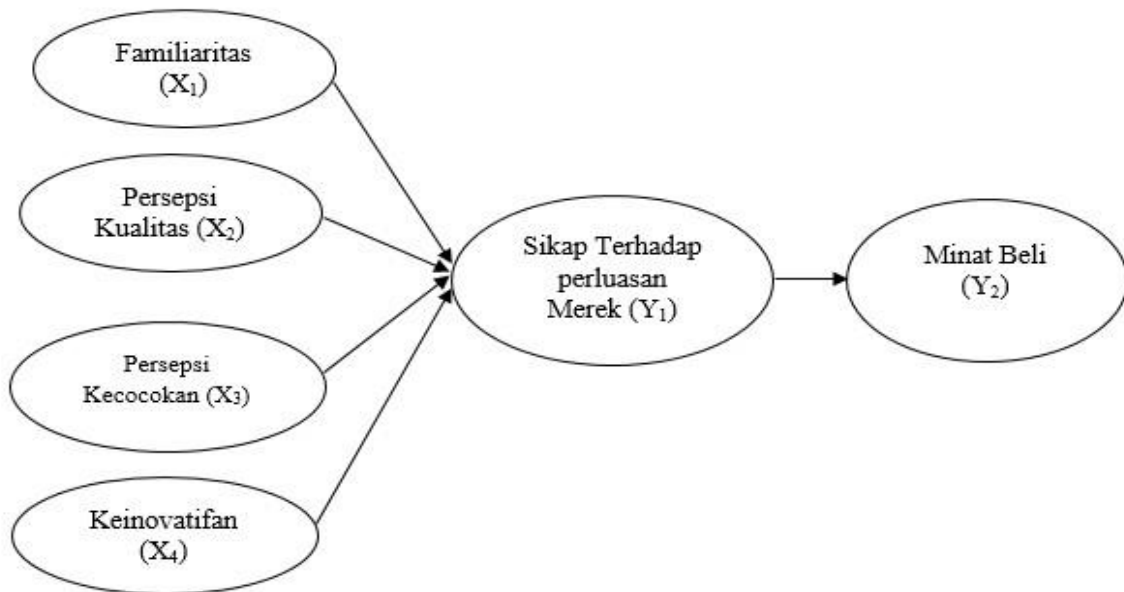 Familiaritas
(X₁)
Persepsi
Kualitas (X₂)
Persepsi
Kecocokan (X₃)
Keinovatifan
(X₄)
Sikap Terhadap
perluasan
Merek (Y₁)
Minat Beli
(Y₂)